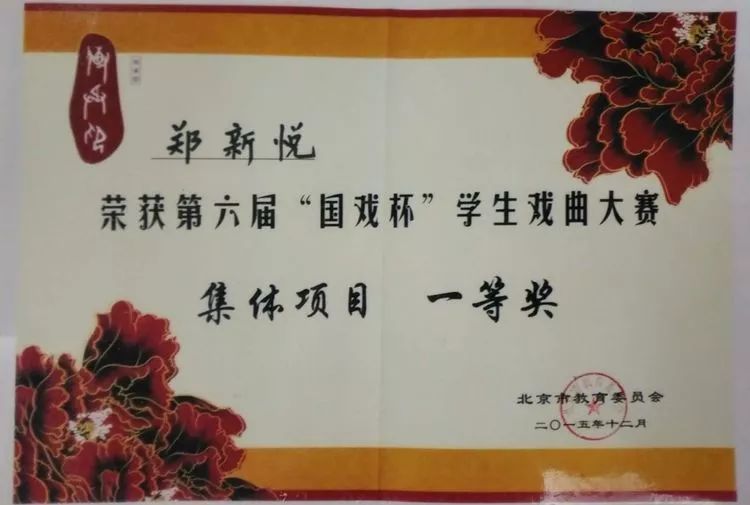 郑新悦
荣获第六届“国戏杯”学生戏曲大赛
集体项目 一等奖
北京市教育委员会
二〇一五年十二月